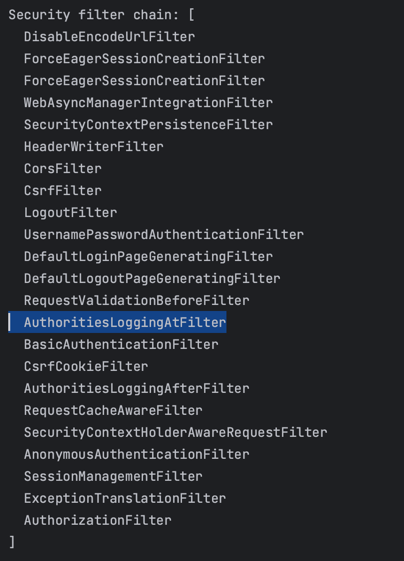 Security filter chain: [
DisableEncodeUrlFilter
ForceEagerSessionCreationFilter
ForceEagerSessionCreationFilter
WebAsyncManagerIntegrationFilter
SecurityContextPersistenceFilter
HeaderWriterFilter
CorsFilter
CsrfFilter
LogoutFilter
UsernamePasswordAuthenticationFilter
DefaultLoginPageGeneratingFilter
DefaultLogoutPageGeneratingFilter
RequestValidationBeforeFilter
AuthoritiesLoggingAtFilter
BasicAuthenticationFilter
CsrfCookieFilter
AuthoritiesLoggingAfterFilter
RequestCacheAwareFilter
SecurityContextHolderAwareRequestFilter
AnonymousAuthenticationFilter
SessionManagementFilter
ExceptionTranslationFilter
AuthorizationFilter
]